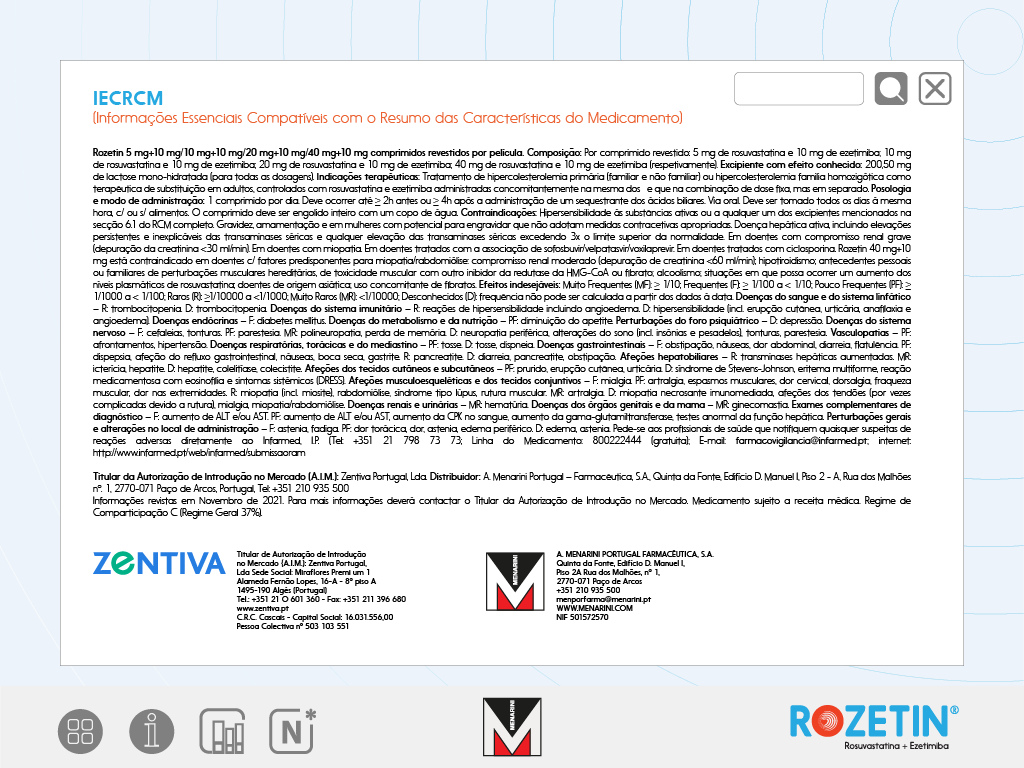 IECRCM
(Informações Essenciais Compatíveis com o Resumo das Características do Medicamento)
Rozetin 5 mg+10 mg/10 mg+10 mg/20 mg+10 mg/40 mg+10 mg comprimidos revestidos por película. Composição: Por comprimido revestido: 5 mg de rosuvastatina e 10 mg de ezetimiba; 10 mg
de rosuvastatina e 10 mg de ezetimiba; 20 mg de rosuvastatina e 10 mg de ezetimiba; 40 mg de rosuvastatina e 10 mg de ezetimiba (respetivamente). Excipiente com efeito conhecido: 200,50 mg
de lactose mono-hidratada (para todas as dosagens). Indicações terapêuticas: Tratamento de hipercolesterolemia primária (familiar e não familiar) ou hipercolesterolemia familia homozigótica como
terapêutica de substituição em adultos, controlados com rosuvastatina e ezetimiba administradas concomitantemente na mesma dos e que na combinação de dose fixa, mas em separado. Posologia
e modo de administração: 1 comprimido por dia. Deve ocorrer até ≥ 2h antes ou ≥ 4h após a administração de um sequestrante dos ácidos biliares. Via oral. Deve ser tomado todos os dias à mesma
hora, c/ ou s/ alimentos. O comprimido deve ser engolido inteiro com um copo de água. Contraindicações: Hipersensibilidade às substâncias ativas ou a qualquer um dos excipientes mencionados na
secção 6.1 do RCM completo. Gravidez, amamentação e em mulheres com potencial para engravidar que não adotam medidas contracetivas apropriadas. Doença hepática ativa, incluindo elevações
persistentes e inexplicáveis das transaminases séricas e qualquer elevação das transaminases séricas excedendo 3x o limite superior da normalidade. Em doentes com compromisso renal grave
(depuração da creatinina <30 ml/min). Em doentes com miopatia. Em doentes tratados com a associação de sofosbuvir/velpatasvir/voxilaprevir. Em doentes tratados com ciclosporina. Rozetin 40 mg+10
mg está contraindicado em doentes c/ fatores predisponentes para miopatia/rabdomiólise: compromisso renal moderado (depuração de creatinina <60 ml/min); hipotiroidismo; antecedentes pessoais
ou familiares de perturbações musculares hereditárias, de toxicidade muscular com outro inibidor da redutase da HMG-CoA ou fibrato; alcoolismo; situações em que possa ocorrer um aumento dos
níveis plasmáticos de rosuvastatina; doentes de origem asiática; uso concomitante de fibratos. Efeitos indesejáveis: Muito Frequentes (MF): ≥ 1/10; Frequentes (F): ≥ 1/100 a < 1/10; Pouco Frequentes (PF): ≥
1/1000 a < 1/100; Raros (R): ≥1/10000 a <1/1000; Muito Raros (MR): <1/10000; Desconhecidos (D): frequência não pode ser calculada a partir dos dados à data. Doenças do sangue e do sistema linfático
– R: trombocitopenia. D: trombocitopenia. Doenças do sistema imunitário – R: reações de hipersensibilidade incluindo angioedema. D: hipersensibilidade (incl. erupção cutânea, urticária, anafilaxia e
angioedema). Doenças endócrinas – F: diabetes mellitus. Doenças do metabolismo e da nutrição – PF: diminuição do apetite. Perturbações do foro psiquiátrico – D: depressão. Doenças do sistema
nervoso – F: cefaleias, tonturas. PF: parestesia. MR: polineuropatia, perda de memória. D: neuropatia periférica, alterações do sono (incl. insónias e pesadelos), tonturas, parestesia. Vasculopatias – PF:
afrontamentos, hipertensão. Doenças respiratórias, torácicas e do mediastino – PF: tosse. D: tosse, dispneia. Doenças gastrointestinais – F: obstipação, náuseas, dor abdominal, diarreia, flatulência. PF:
dispepsia, afeção do refluxo gastrointestinal, náuseas, boca seca, gastrite. R: pancreatite. D: diarreia, pancreatite, obstipação. Afeções hepatobiliares – R: transminases hepáticas aumentadas. MR:
icterícia, hepatite. D: hepatite, colelitíase, colecistite. Afeções dos tecidos cutâneos e subcutâneos – PF: prurido, erupção cutânea, urticária. D: síndrome de Stevens-Johnson, eritema multiforme, reação
medicamentosa com eosinofilia e sintomas sistémicos (DRESS). Afeções musculoesqueléticas e dos tecidos conjuntivos – F: mialgia. PF: artralgia, espasmos musculares, dor cervical, dorsalgia, fraqueza
muscular, dor nas extremidades. R: miopatia (incl. miosite), rabdomiólise, síndrome tipo lúpus, rutura muscular. MR: artralgia. D: miopatia necrosante imunomediada, afeções dos tendões (por vezes
complicadas devido a rutura), mialgia, miopatia/rabdomiólise. Doenças renais e urinárias – MR: hematúria. Doenças dos órgãos genitais e da mama – MR: ginecomastia. Exames complementares de
diagnóstico – F: aumento de ALT e/ou AST. PF: aumento de ALT e/ou AST, aumento da CPK no sangue, aumento da gama-glutamiltransferase, testes anormal da função hepática. Perturbações gerais
e alterações no local de administração – F: astenia, fadiga. PF: dor torácica, dor, astenia, edema periférico. D: edema, astenia. Pede-se aos profissionais de saúde que notifiquem quaisquer suspeitas de
reações adversas diretamente ao Infarmed, I.P. (Tel: +351 21 798 73 73; Linha do Medicamento: 800222444 (gratuita); E-mail: farmacovigilancia@infarmed.pt; internet:
http://www.infarmed.pt/web/infarmed/submissaoram
Titular da Autorização de Introdução no Mercado (A.I.M.): Zentiva Portugal, Lda. Distribuidor: A. Menarini Portugal – Farmacêutica, S.A., Quinta da Fonte, Edifício D. Manuel I, Piso 2 - A, Rua dos Malhões
nº. 1, 2770-071 Paço de Arcos, Portugal, Tel: +351 210 935 500
Informações revistas em Novembro de 2021. Para mais informações deverá contactar o Titular da Autorização de Introdução no Mercado. Medicamento sujeito a receita médica. Regime de
Comparticipação C (Regime Geral 37%).
ZENTIVA
Titular de Autorização de Introdução
no Mercado (A.I.M.): Zentiva Portugal,
Lda Sede Social: Miraflores Premi um 1
Alameda Fernão Lopes, 16-A - 8º piso A
1495-190 Algés (Portugal)
Tel.: +351 21 O 601 360 - Fax: +351 211 396 680
www.zentiva.pt
C.R.C. Cascais - Capital Social: 16.031.556,00
Pessoa Colectiva nº 503 103 551
MENARINI
A. MENARINI PORTUGAL FARMACÊUTICA, S.A.
Quinta da Fonte, Edifício D. Manuel I,
Piso 2A Rua dos Malhões, nº 1,
2770-071 Paço de Arcos
+351 210 935 500
menporfarma@menarini.pt
WWW.MENARINI.COM
NIF 501572570
N*
MENARINI
ROZETIN®
Rosuvastatina + Ezetimiba